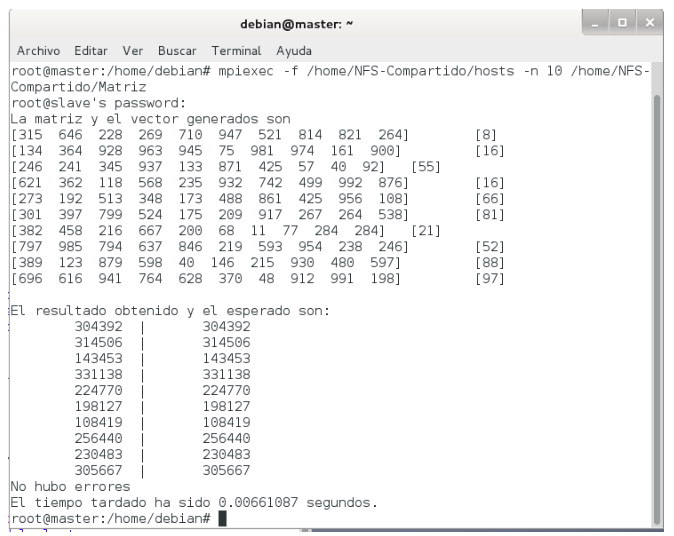 debian@master: ~
Archivo Editar Ver Buscar Terminal Ayuda
root@master:/home/debian# mpiexec -f /home/NFS-Compartido/hosts -n 10 /home/NFS-
Compartido/Matriz
root@slave's password:
La matriz y el vector generados son
[315 646 228 269 710 947 521 814 821 264] [8]
[134 364 928 963 945 75 981 974 161 900] [16]
[246 241 345 937 133 871 425 57 40 92] [55]
[621 362 118 568 235 932 742 499 992 876] [16]
[273 192 513 348 173 488 861 425 956 108] [66]
[301 397 799 524 175 209 917 267 264 538] [81]
[382 458 216 667 200 68 11 77 284 284] [21]
[797 985 794 637 846 219 593 954 238 246] [52]
[389 123 879 598 40 146 215 930 480 597] [88]
[696 616 941 764 628 370 48 912 991 198] [97]
El resultado obtenido y el esperado son:
304392 | 304392
314506 | 314506
143453 | 143453
331138 | 331138
224770 | 224770
198127 | 198127
108419 | 108419
256440 | 256440
230483 | 230483
305667 | 305667
No hubo errores
El tiempo tardado ha sido 0.00661087 segundos.
root@master:/home/debian#